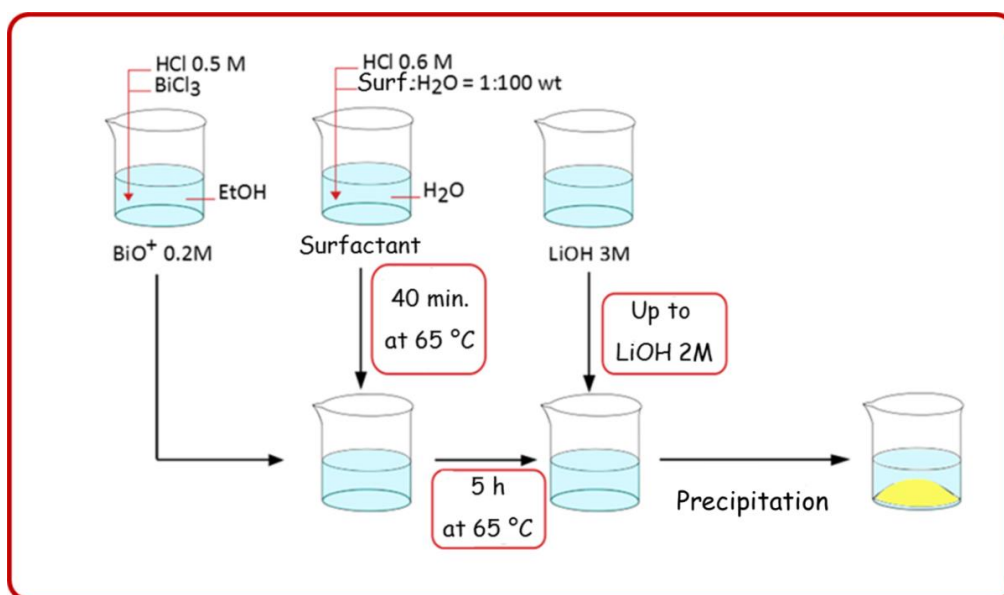 HCl 0.5 M
BiCl3
EtOH
BiO+ 0.2M
HCl 0.6 M
Surf.:H2O = 1:100 wt
H2O
Surfactant
LiOH 3M
40 min.
at 65 °C
Up to
LiOH 2M
5 h
at 65 °C
Precipitation